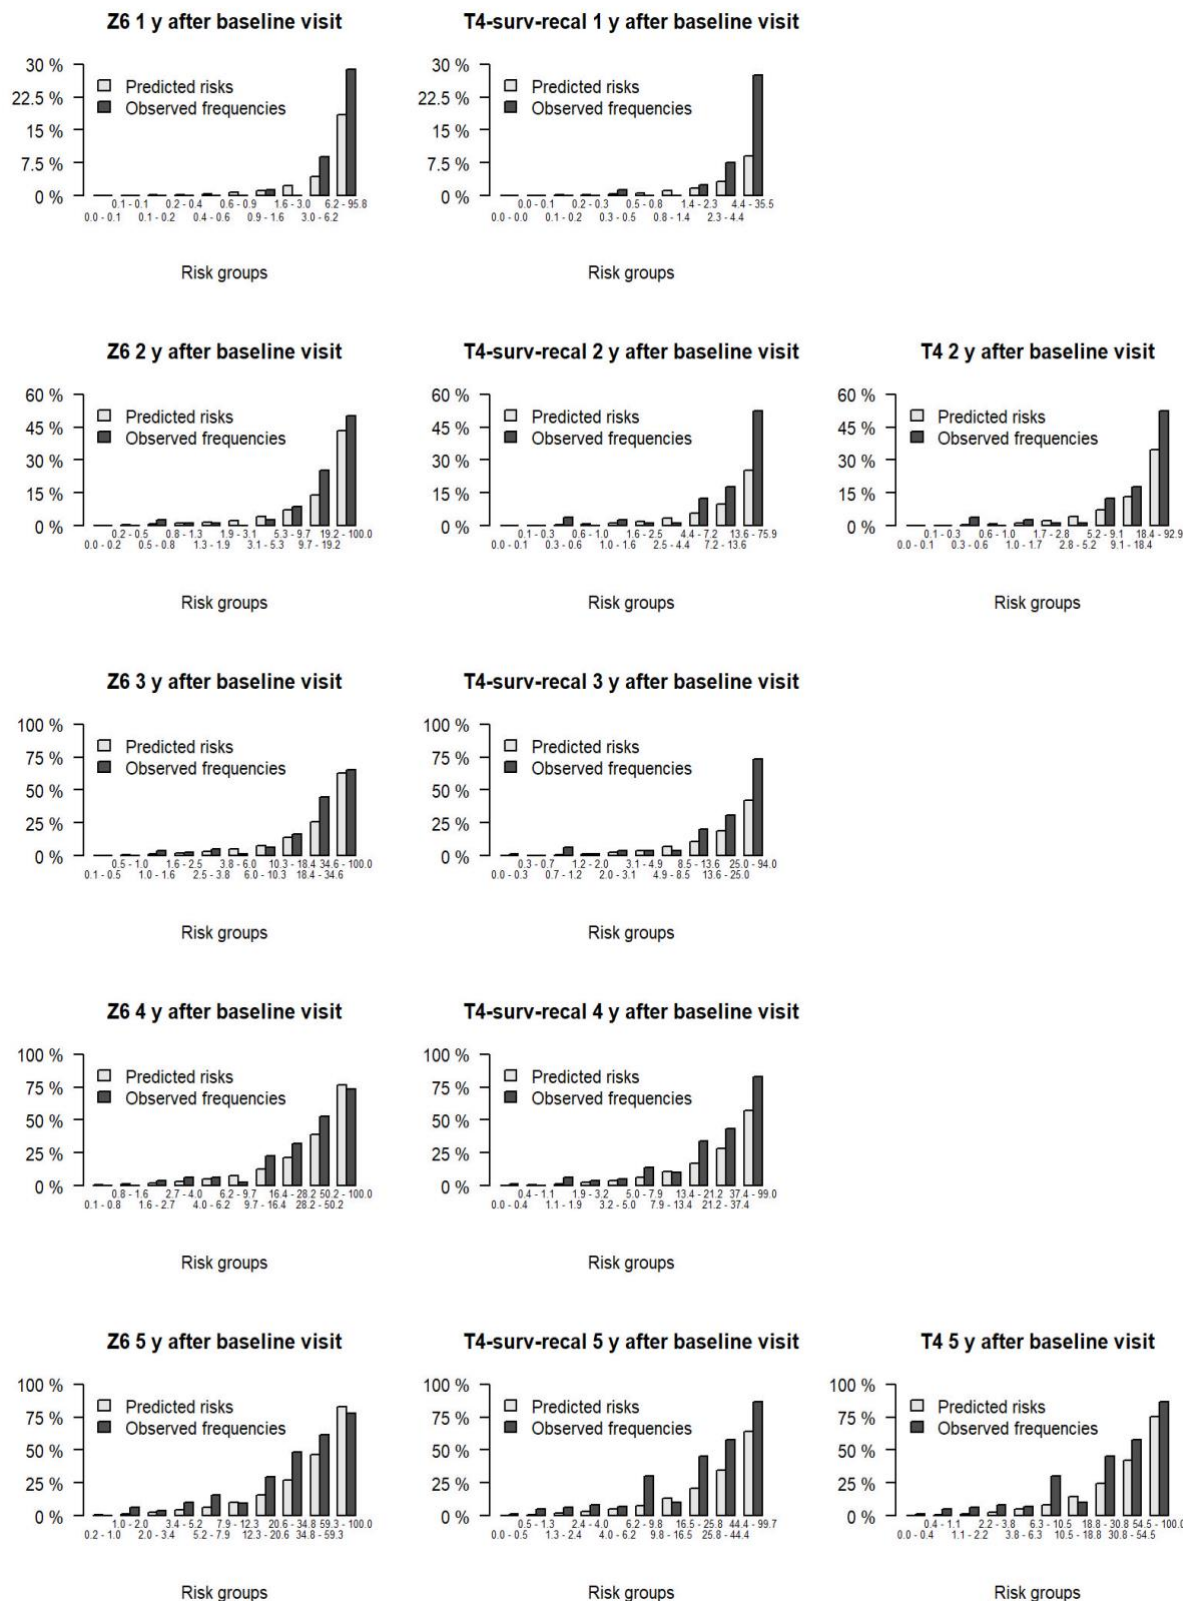 Z6 1 y after baseline visit
30 %
22.5 %
15 %
7.5 %
0 %
Predicted risks
Observed frequencies
0.1 - 0.1 0.2 - 0.4 0.6 - 0.9 1.6 - 3.0 6.2 - 95.8
0.0 - 0.1 0.1 - 0.2 0.4 - 0.6 0.9 - 1.6 3.0 - 6.2
Risk groups
T4-surv-recal 1 y after baseline visit
30 %
22.5 %
15 %
7.5 %
0 %
Predicted risks
Observed frequencies
0.0 - 0.1 0.2 - 0.3 0.5 - 0.8 1.4 - 2.3 4.4 - 35.5
0.0 - 0.0 0.1 - 0.2 0.3 - 0.5 0.8 - 1.4 2.3 - 4.4
Risk groups
Z6 2 y after baseline visit
60 %
45 %
30 %
15 %
0 %
Predicted risks
Observed frequencies
0.2 - 0.5 0.8 - 1.3 1.9 - 3.1 5.3 - 9.7 19.2 - 100.0
0.0 - 0.2 0.5 - 0.8 1.3 - 1.9 3.1 - 5.3 9.7 - 19.2
Risk groups
T4-surv-recal 2 y after baseline visit
60 %
45 %
30 %
15 %
0 %
Predicted risks
Observed frequencies
0.1 - 0.3 0.6 - 1.0 1.6 - 2.5 4.4 - 7.2 13.6 - 75.9
0.0 - 0.1 0.3 - 0.6 1.0 - 1.6 2.5 - 4.4 7.2 - 13.6
Risk groups
T4 2 y after baseline visit
60 %
45 %
30 %
15 %
0 %
Predicted risks
Observed frequencies
0.1 - 0.3 0.6 - 1.0 1.7 - 2.8 5.2 - 9.1 18.4 - 92.9
0.0 - 0.1 0.3 - 0.6 1.0 - 1.7 2.8 - 5.2 9.1 - 18.4
Risk groups
Z6 3 y after baseline visit
100 %
75 %
50 %
25 %
0 %
Predicted risks
Observed frequencies
0.5 - 1.0 1.6 - 2.5 3.8 - 6.0 10.3 - 18.4 34.6 - 100.0
0.1 - 0.5 1.0 - 1.6 2.5 - 3.8 6.0 - 10.3 18.4 - 34.6
Risk groups
T4-surv-recal 3 y after baseline visit
100 %
75 %
50 %
25 %
0 %
Predicted risks
Observed frequencies
0.3 - 0.7 1.2 - 2.0 3.1 - 4.9 8.5 - 13.6 25.0 - 94.0
0.0 - 0.3 0.7 - 1.2 2.0 - 3.1 4.9 - 8.5 13.6 - 25.0
Risk groups
Z6 4 y after baseline visit
100 %
75 %
50 %
25 %
0 %
Predicted risks
Observed frequencies
0.8 - 1.6 2.7 - 4.0 6.2 - 9.7 16.4 - 28.2 50.2 - 100.0
0.1 - 0.8 1.6 - 2.7 4.0 - 6.2 9.7 - 16.4 28.2 - 50.2
Risk groups
T4-surv-recal 4 y after baseline visit
100 %
75 %
50 %
25 %
0 %
Predicted risks
Observed frequencies
0.4 - 1.1 1.9 - 3.2 5.0 - 7.9 13.4 - 21.2 37.4 - 99.0
0.0 - 0.4 1.1 - 1.9 3.2 - 5.0 7.9 - 13.4 21.2 - 37.4
Risk groups
Z6 5 y after baseline visit
100 %
75 %
50 %
25 %
0 %
Predicted risks
Observed frequencies
1.0 - 2.0 3.4 - 5.2 7.9 - 12.3 20.6 - 34.8 59.3 - 100.0
0.2 - 1.0 2.0 - 3.4 5.2 - 7.9 12.3 - 20.6 34.8 - 59.3
Risk groups
T4-surv-recal 5 y after baseline visit
100 %
75 %
50 %
25 %
0 %
Predicted risks
Observed frequencies
0.5 - 1.3 2.4 - 4.0 6.2 - 9.8 16.5 - 25.8 44.4 - 99.7
0.0 - 0.5 1.3 - 2.4 4.0 - 6.2 9.8 - 16.5 25.8 - 44.4
Risk groups
T4 5 y after baseline visit
100 %
75 %
50 %
25 %
0 %
Predicted risks
Observed frequencies
0.4 - 1.1 2.2 - 3.8 6.3 - 10.5 18.8 - 30.8 54.5 - 100.0
0.0 - 0.4 1.1 - 2.2 3.8 - 6.3 10.5 - 18.8 30.8 - 54.5
Risk groups